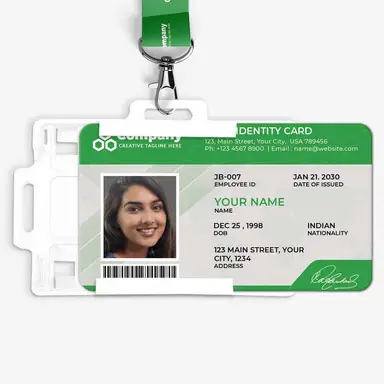 Company
Company
CREATIVE TAGLINE HERE
IDENTITY CARD
123, Main Street, Your City, USA 789456
Ph: +123 4567 8900 | Email: name@website.com
JB-007
EMPLOYEE ID
JAN 21. 2030
DATE OF ISSUED
YOUR NAME
NAME
DEC 25 , 1998
DOB
INDIAN
NATIONALITY
123 MAIN STREET, YOUR
CITY, 1234
ADDRESS